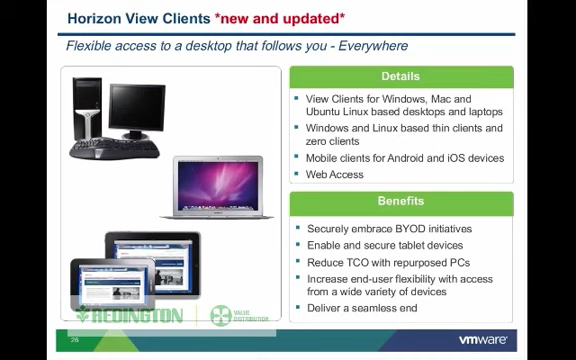 Horizon View Clients *new and updated*
Flexible access to a desktop that follows you - Everywhere
Details
View Clients for Windows, Mac and
Ubuntu Linux based desktops and laptops
Windows and Linux based thin clients and
zero clients
Mobile clients for Android and iOS devices
Web Access
Benefits
Securely embrace BYOD initiatives
Enable and secure tablet devices
Reduce TCO with repurposed PCs
Increase end-user flexibility with access
from a wide variety of devices
Deliver a seamless end
REDINGTON
VALUE
DISTRIBUTION
26
vmware